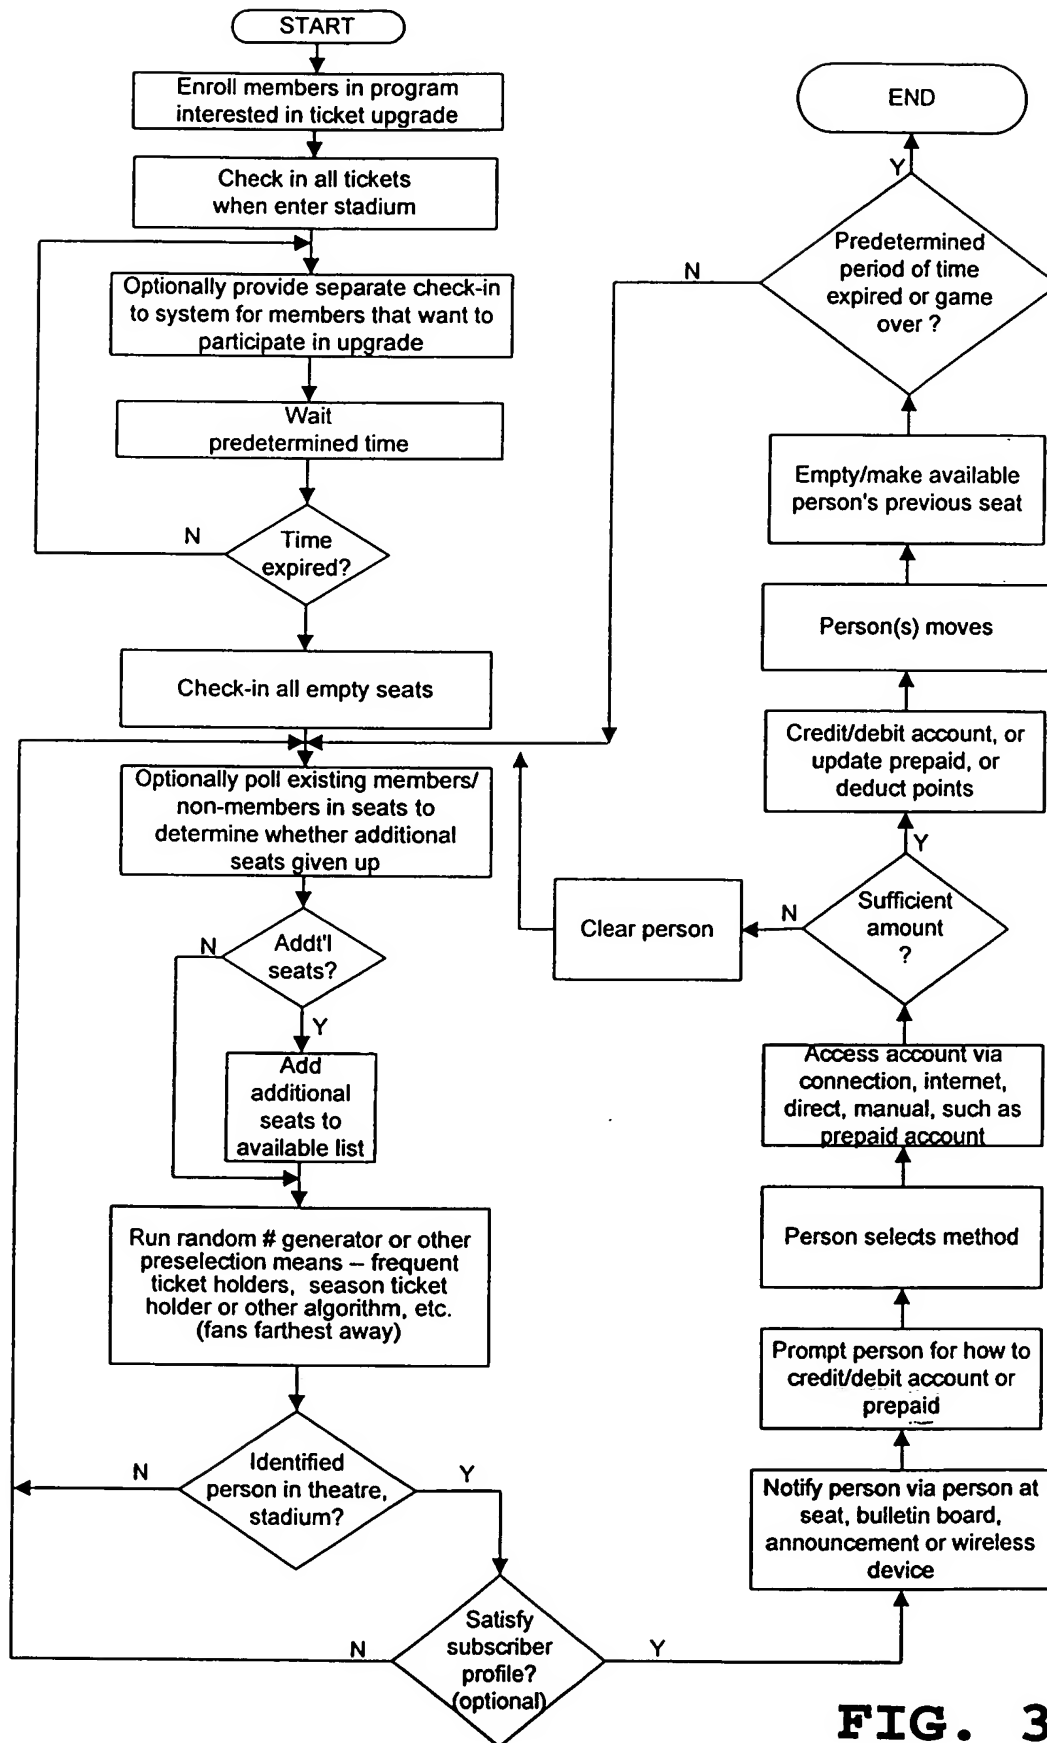 START
Enroll members in program
interested in ticket upgrade
Check in all tickets
when enter stadium
Optionally provide separate check-in
to system for members that want to
participate in upgrade
Wait
predetermined time
N
Time
expired?
Check-in all empty seats
Optionally poll existing members/
non-members in seats to
determine whether additional
seats given up
N
Addt'l
seats?
Y
Add
additional
seats to
available list
Run random # generator or other
preselection means – frequent
ticket holders, season ticket
holder or other algorithm, etc.
(fans farthest away)
N
Identified
person in theatre,
stadium?
Y
N
Satisfy
subscriber
profile?
(optional)
Y
Notify person via person at
seat, bulletin board,
announcement or wireless
device
Prompt person for how to
credit/debit account or
prepaid
Person selects method
Access account via
connection, internet,
direct, manual, such as
prepaid account
Sufficient
amount
?
N
Clear person
Y
Credit/debit account, or
update prepaid, or
deduct points
Person(s) moves
Empty/make available
person's previous seat
Predetermined
period of time
expired or game
over ?
N
Y
END
FIG. 3